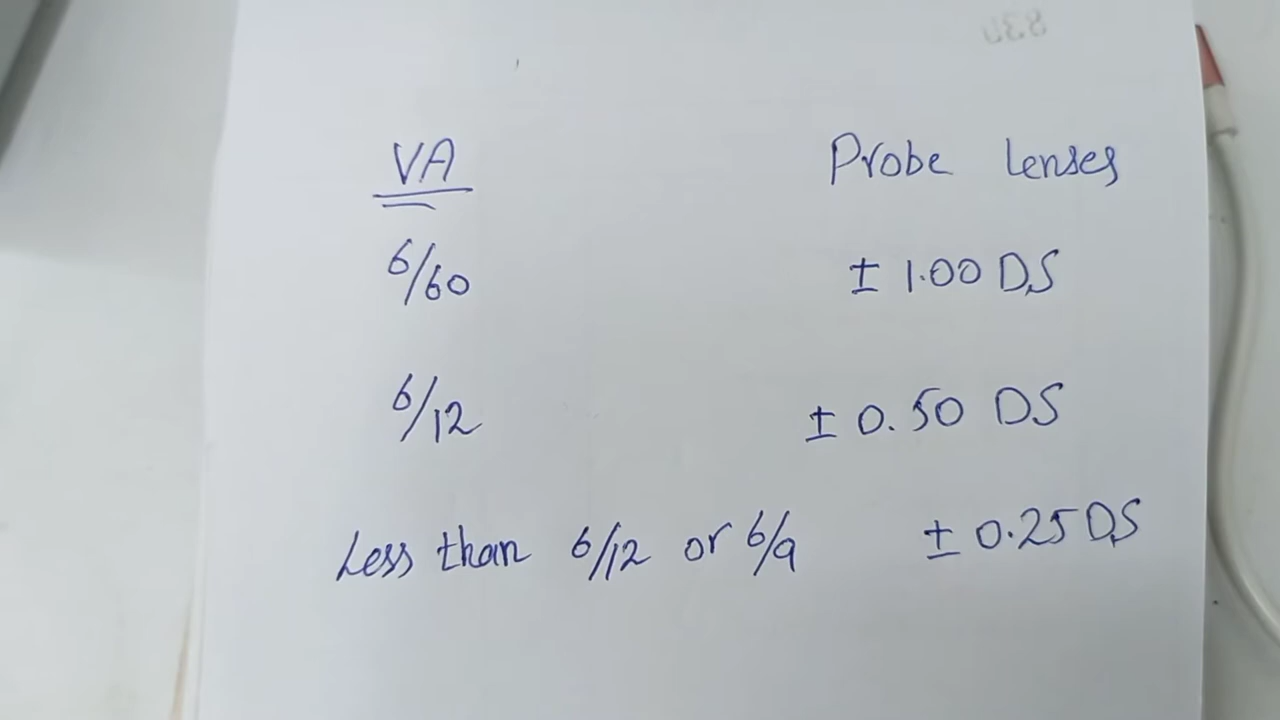 VA Probe lenses
6/60 ± 1.00 DS
6/12 ± 0.50 DS
Less than 6/12 or 6/9 ± 0.25 DS